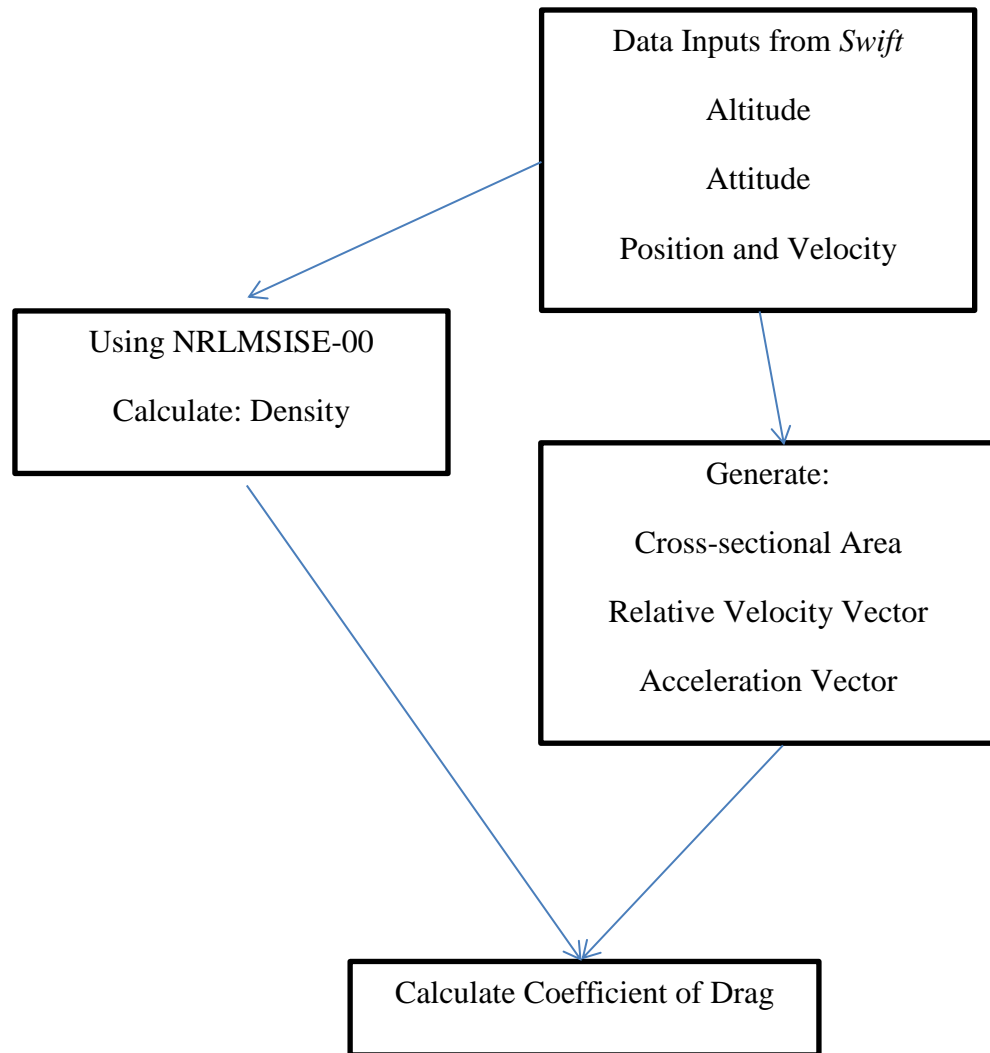 Data Inputs from Swift
Altitude
Attitude
Position and Velocity
Using NRLMSISE-00
Calculate: Density
Generate:
Cross-sectional Area
Relative Velocity Vector
Acceleration Vector
Calculate Coefficient of Drag